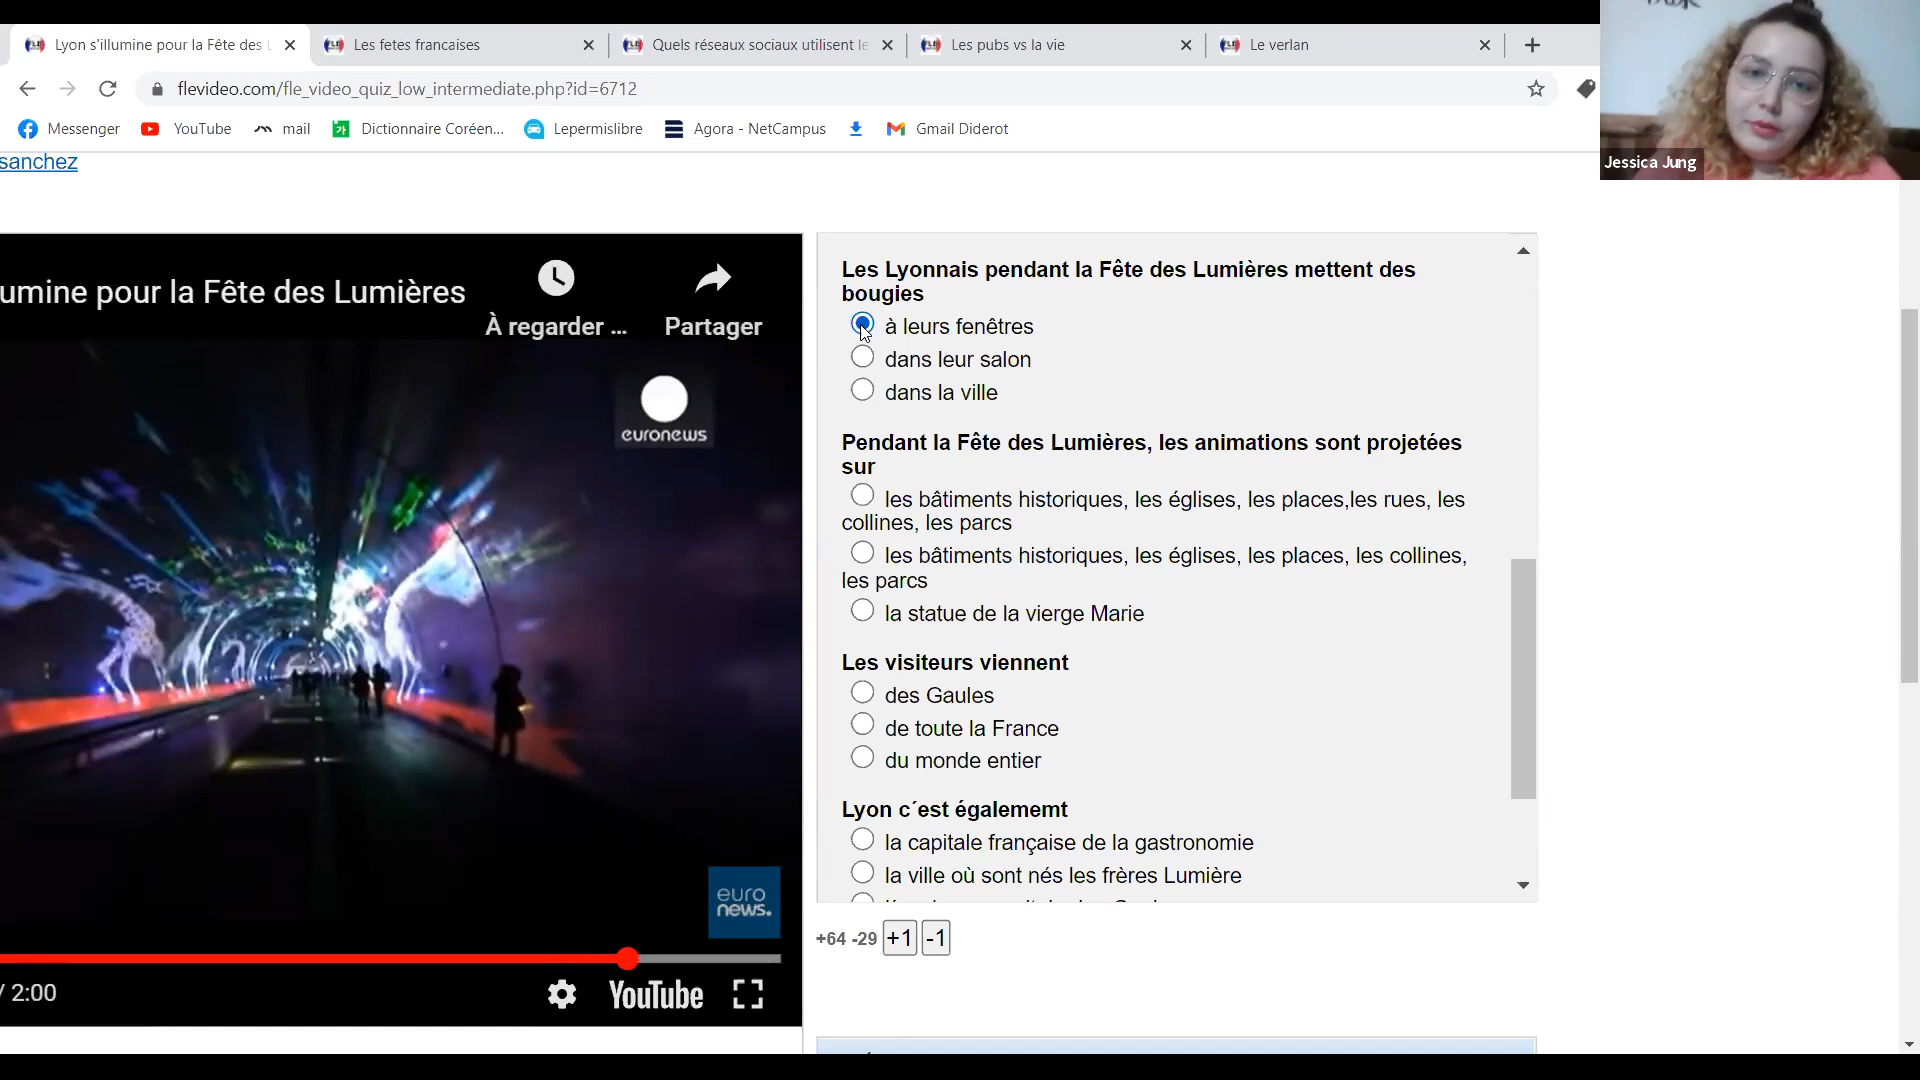 Lyon s'illumine pour la Fête des L
Les fetes francaises
Quels réseaux sociaux utilisent le
Les pubs vs la vie
Le verlan
flevideo.com/fle_video_quiz_low_intermediate.php?id=6712
Messenger
YouTube
mail
Dictionnaire Coréen...
Lepermislibre
Agora - NetCampus
Gmail Diderot
Jessica Jung
sanchez
umine pour la Fête des Lumières
À regarder ...
Partager
euronews
euro
news.
/ 2:00
YouTube
Les Lyonnais pendant la Fête des Lumières mettent des
bougies
à leurs fenêtres
dans leur salon
dans la ville
Pendant la Fête des Lumières, les animations sont projetées
sur
les bâtiments historiques, les églises, les places,les rues, les
collines, les parcs
les bâtiments historiques, les églises, les places, les collines,
les parcs
la statue de la vierge Marie
Les visiteurs viennent
des Gaules
de toute la France
du monde entier
Lyon c´est égalememt
la capitale française de la gastronomie
la ville où sont nés les frères Lumière
+64 -29 +1 -1